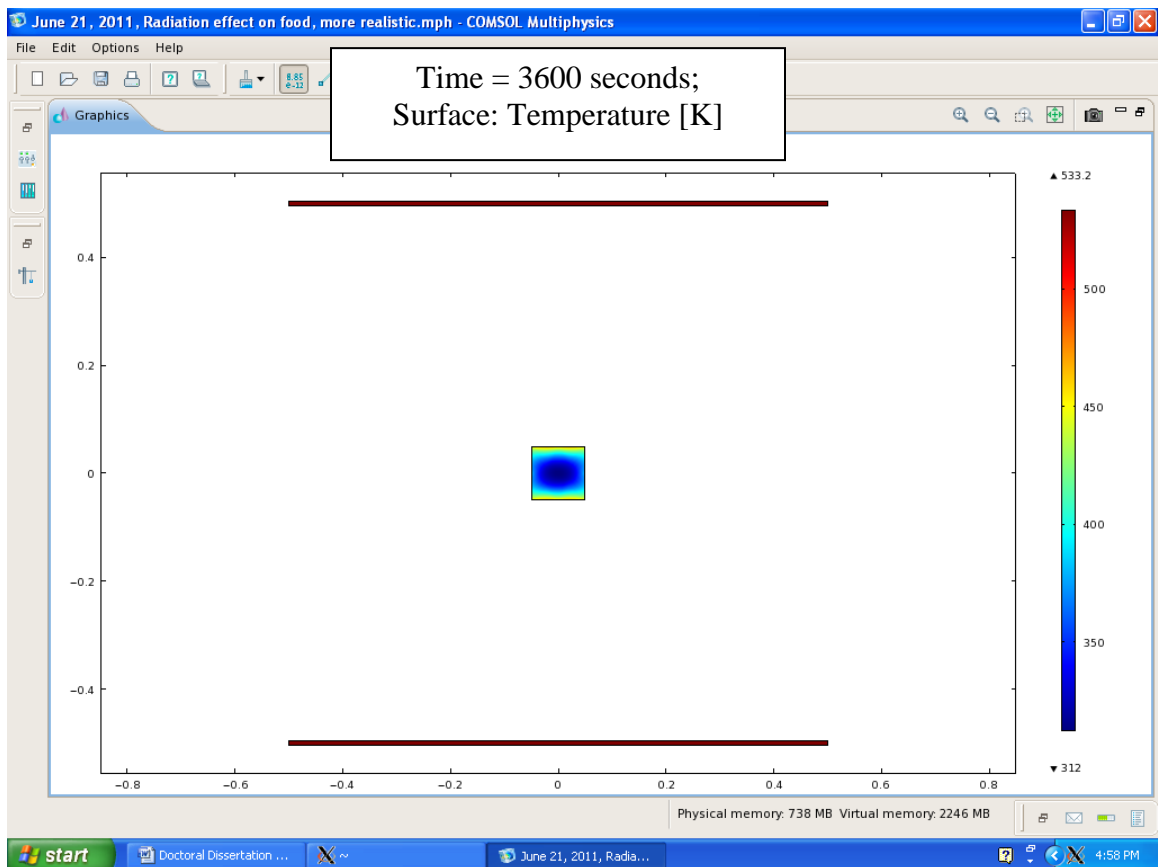 June 21, 2011, Radiation effect on food, more realistic.mph - COMSOL Multiphysics
File Edit Options Help
8.85
e-12
Time = 3600 seconds;
Surface: Temperature [K]
Graphics
▲ 533.2
0.4
0.2
0
−0.2
−0.4
500
450
400
350
▼ 312
−0.8 −0.6 −0.4 −0.2 0 0.2 0.4 0.6 0.8
Physical memory: 738 MB Virtual memory: 2246 MB
start Doctoral Dissertation ... ~ June 21, 2011, Radia... 4:58 PM